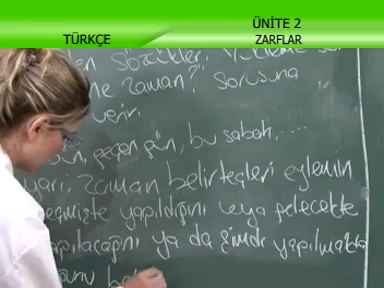 ÜNİTE 2
TÜRKÇE
ZARFLAR
sözcükler. Yükleme
ne zaman? sorusuna
verir.
geçen gün, bu sabah, ....
yarı. Zaman belirteçleri eylemin
geçmişte yapıldığını veya gelecekte
yapılacağını ya da şimdi yapılmakta